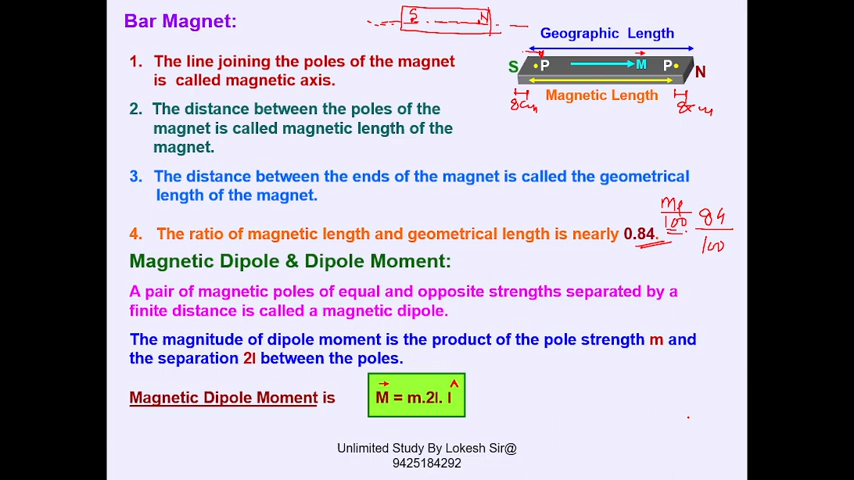 Bar Magnet:
S N
Geographic Length
S P M P N
Magnetic Length
8cm 8cm
1. The line joining the poles of the magnet
is called magnetic axis.
2. The distance between the poles of the
magnet is called magnetic length of the
magnet.
3. The distance between the ends of the magnet is called the geometrical
length of the magnet.
4. The ratio of magnetic length and geometrical length is nearly 0.84.
Ml
100
84
100
Magnetic Dipole & Dipole Moment:
A pair of magnetic poles of equal and opposite strengths separated by a
finite distance is called a magnetic dipole.
The magnitude of dipole moment is the product of the pole strength m and
the separation 2l between the poles.
Magnetic Dipole Moment is M = m.2l. l
Unlimited Study By Lokesh Sir@
9425184292